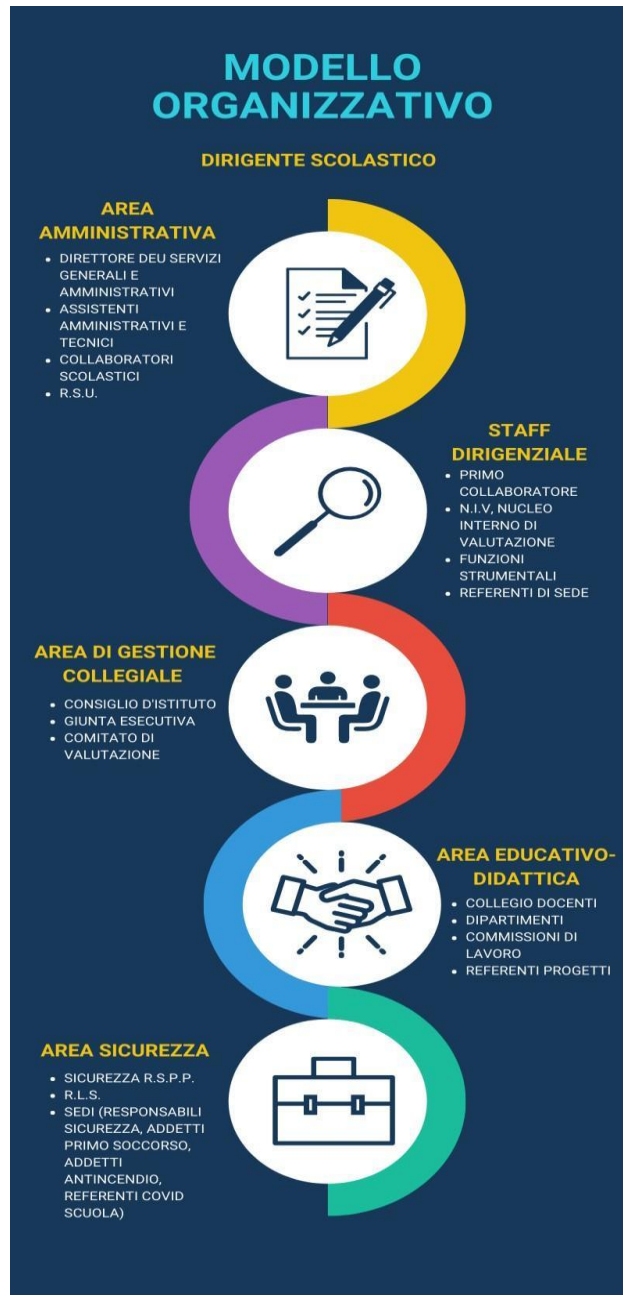 MODELLO
ORGANIZZATIVO
DIRIGENTE SCOLASTICO
AREA
AMMINISTRATIVA
• DIRETTORE DEU SERVIZI
GENERALI E
AMMINISTRATIVI
• ASSISTENTI
AMMINISTRATIVI E
TECNICI
• COLLABORATORI
SCOLASTICI
• R.S.U.
STAFF
DIRIGENZIALE
• PRIMO
COLLABORATORE
• N.I.V, NUCLEO
INTERNO DI
VALUTAZIONE
• FUNZIONI
STRUMENTALI
• REFERENTI DI SEDE
AREA DI GESTIONE
COLLEGIALE
• CONSIGLIO D'ISTITUTO
• GIUNTA ESECUTIVA
• COMITATO DI
VALUTAZIONE
AREA EDUCATIVO-
DIDATTICA
• COLLEGIO DOCENTI
• DIPARTIMENTI
• COMMISSIONI DI
LAVORO
• REFERENTI PROGETTI
AREA SICUREZZA
• SICUREZZA R.S.P.P.
• R.L.S.
• SEDI (RESPONSABILI
SICUREZZA, ADDETTI
PRIMO SOCCORSO,
ADDETTI
ANTINCENDIO,
REFERENTI COVID
SCUOLA)